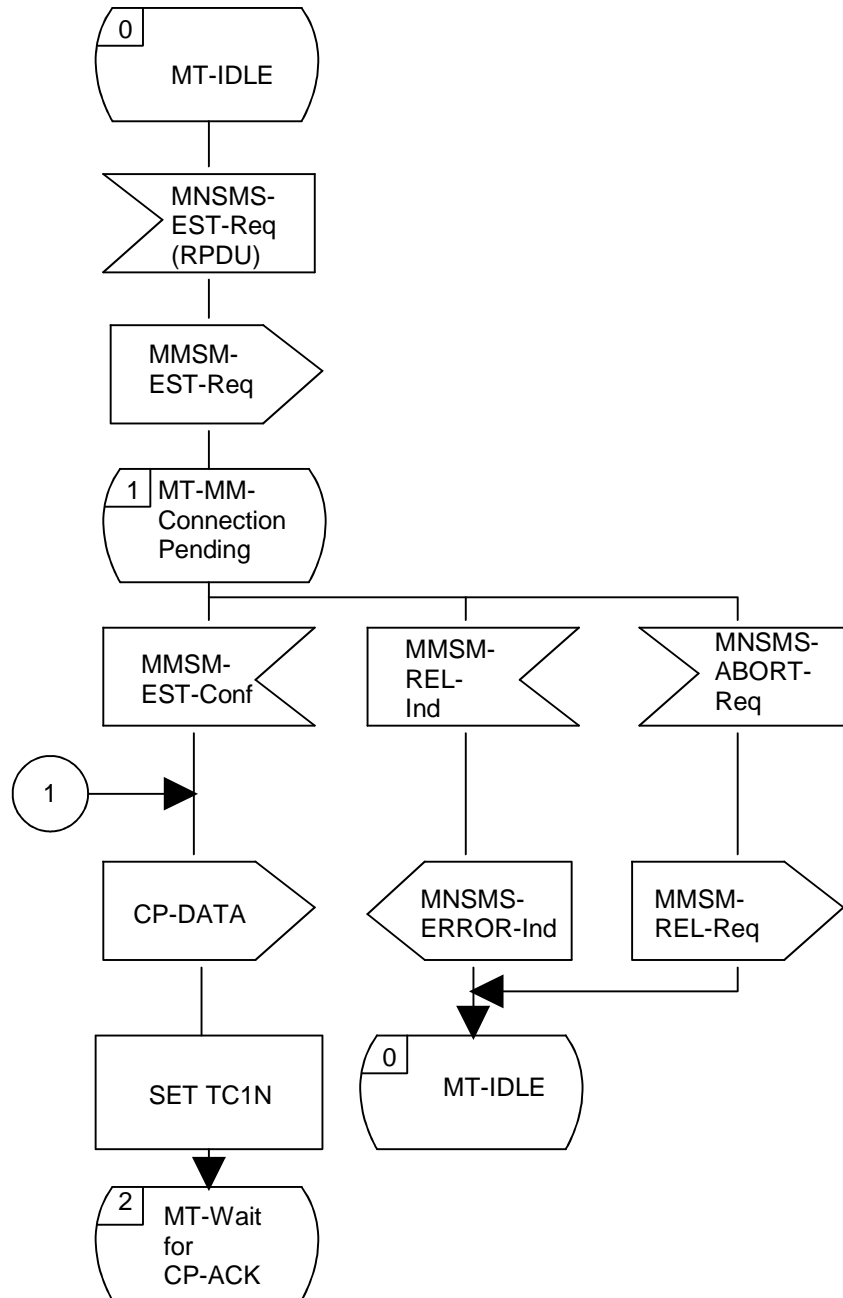 0
MT-IDLE
MNSMS-
EST-Req
(RPDU)
MMSM-
EST-Req
1
MT-MM-
Connection
Pending
MMSM-
EST-Conf
MMSM-
REL-
Ind
MNSMS-
ABORT-
Req
1
CP-DATA
MNSMS-
ERROR-Ind
MMSM-
REL-Req
SET TC1N
0
MT-IDLE
2
MT-Wait
for
CP-ACK